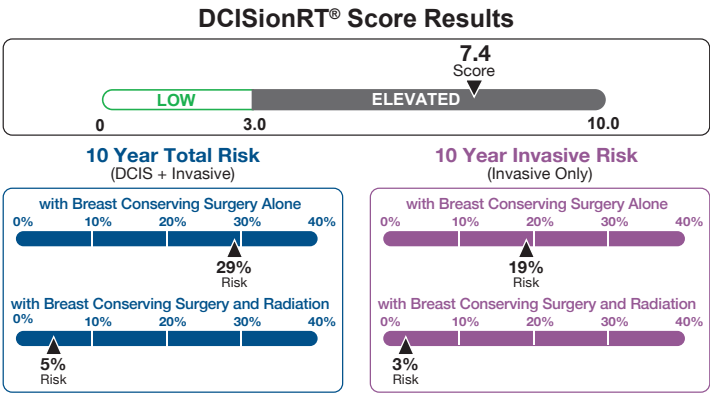 DCISionRT® Score Results
7.4
Score
LOW ELEVATED
0 3.0 10.0
10 Year Total Risk
(DCIS + Invasive)
with Breast Conserving Surgery Alone
0% 10% 20% 30% 40%
29%
Risk
with Breast Conserving Surgery and Radiation
0% 10% 20% 30% 40%
5%
Risk
10 Year Invasive Risk
(Invasive Only)
with Breast Conserving Surgery Alone
0% 10% 20% 30% 40%
19%
Risk
with Breast Conserving Surgery and Radiation
0% 10% 20% 30% 40%
3%
Risk